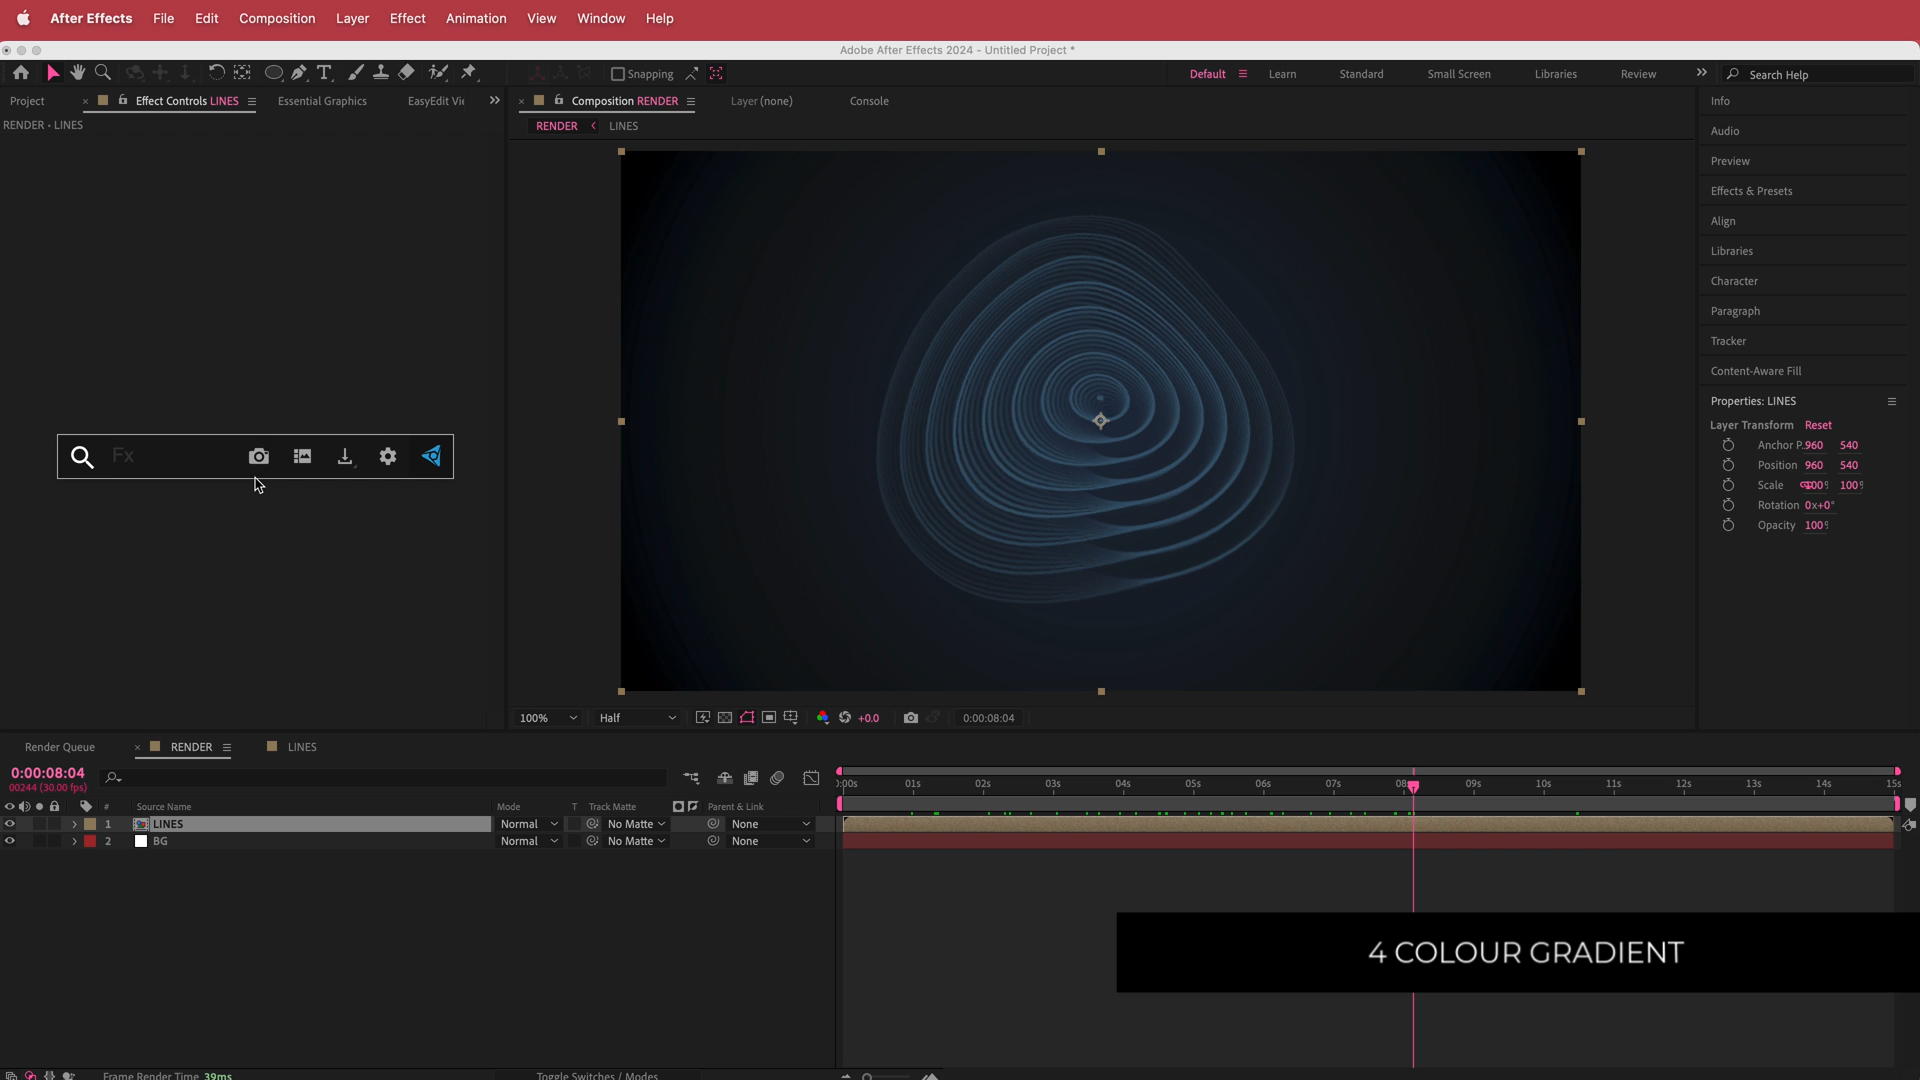 After Effects File Edit Composition Layer Effect Animation View Window Help
Adobe After Effects 2024 - Untitled Project *
Snapping
Default Learn Standard Small Screen Libraries Review Search Help
Project Effect Controls LINES Essential Graphics EasyEdit Vi
Composition RENDER Layer (none) Console
RENDER • LINES
RENDER LINES
Info
Audio
Preview
Effects & Presets
Align
Libraries
Character
Paragraph
Tracker
Content-Aware Fill
Properties: LINES
Layer Transform Reset
Anchor P. 960 540
Position 960 540
Scale 100% 100%
Rotation 0x+0°
Opacity 100%
Fx
100% Half +0.0 0:00:08:04
Render Queue RENDER LINES
0:00:08:04
00244 (30.00 fps)
:00s 01s 02s 03s 04s 05s 06s 07s 08s 09s 10s 11s 12s 13s 14s 15s
# Source Name Mode T Track Matte Parent & Link
1 LINES Normal No Matte None
2 BG Normal No Matte None
4 COLOUR GRADIENT
Frame Render Time 39ms Toggle Switches / Modes